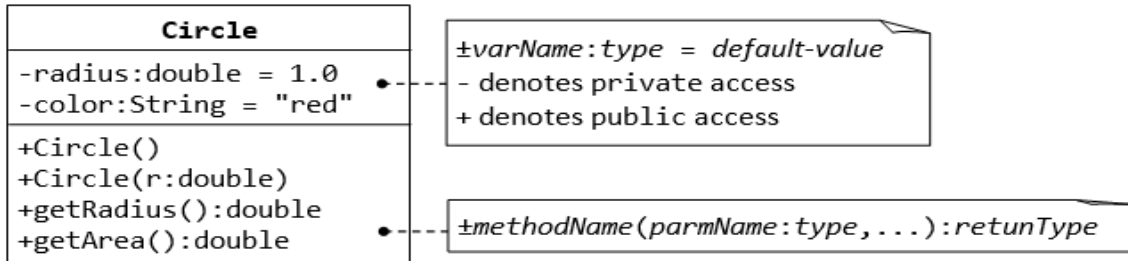 Circle
-radius:double = 1.0
-color:String = "red"
+Circle()
+Circle(r:double)
+getRadius():double
+getArea():double
±varName:type = default-value
- denotes private access
+ denotes public access
±methodName(parmName:type,...):retunType